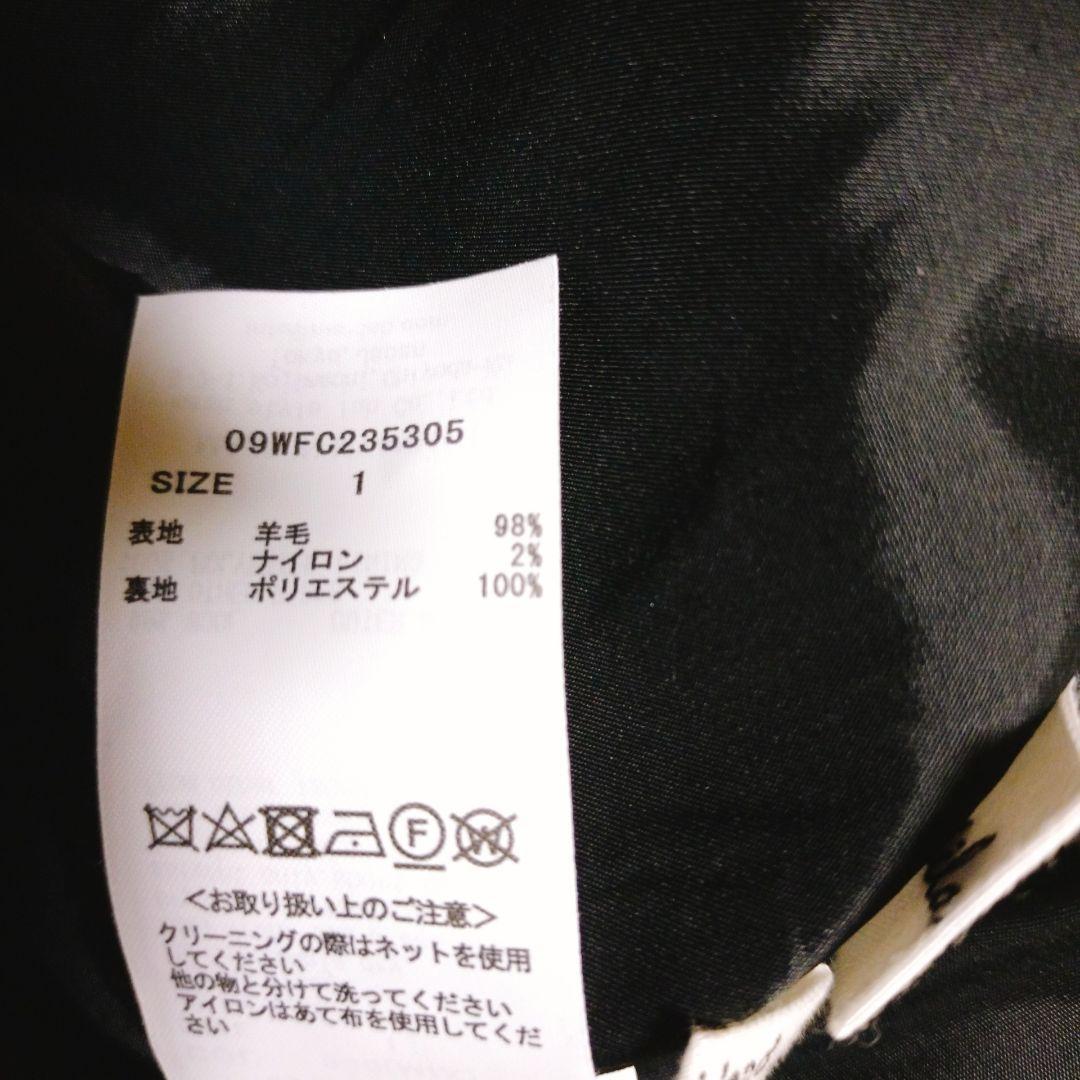 09WFC235305
SIZE 1
表地 羊毛 98%
ナイロン 2%
裏地 ポリエステル 100%
F
W
<お取り扱い上のご注意>
クリーニングの際はネットを使用
してください
他の物と分けて洗ってください
アイロンはあて布を使用してくだ
さい